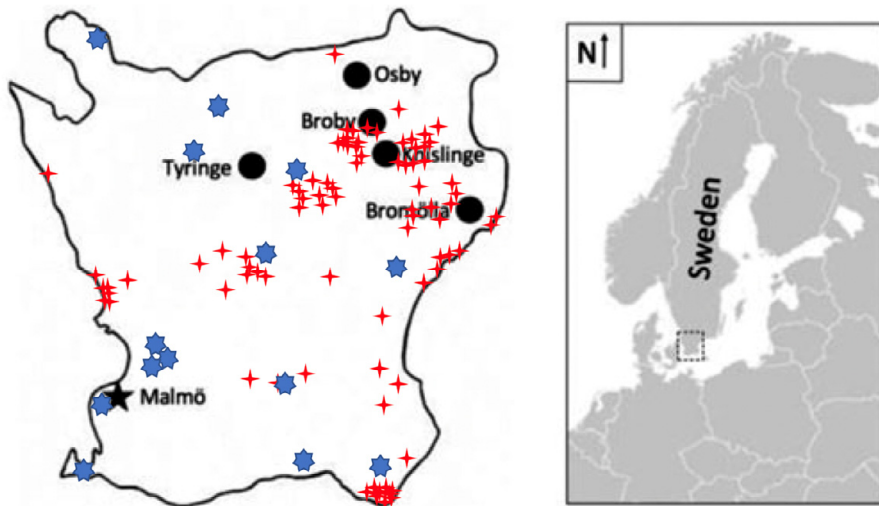 Osby
Broby
Knislinge
Tyringe
Bromölla
Malmö
N
Sweden